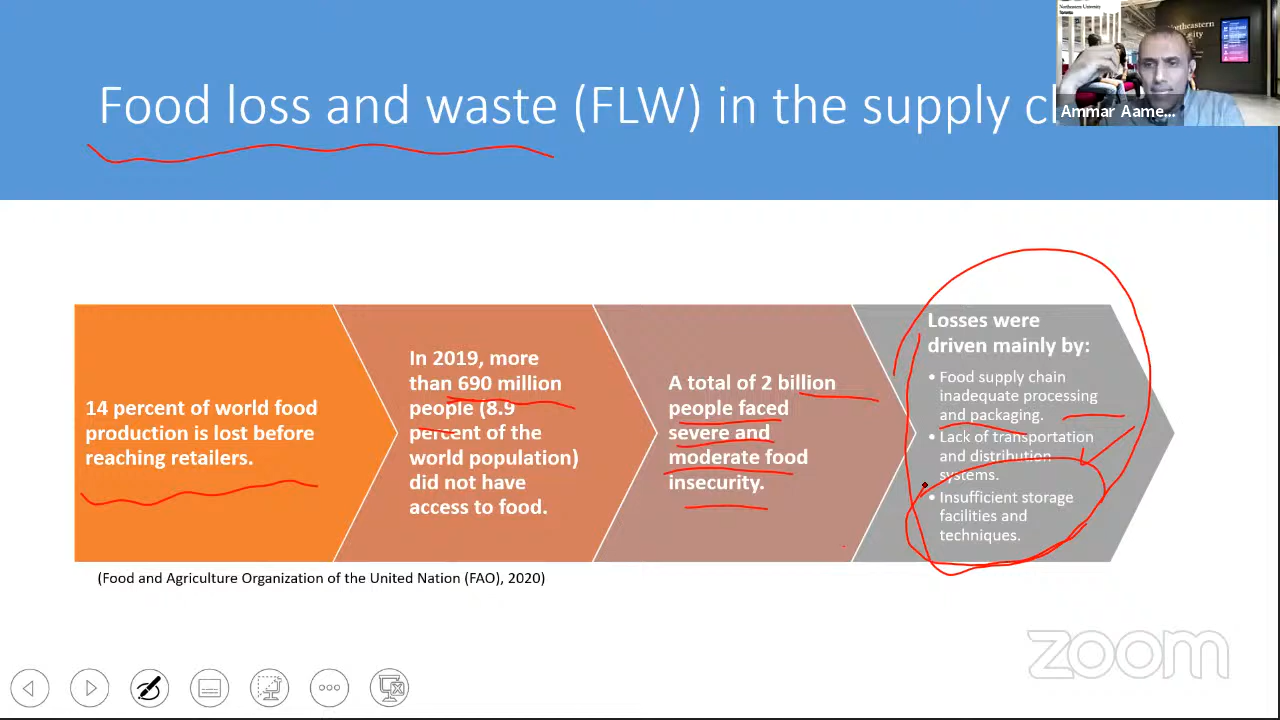 Food loss and waste (FLW) in the supply
Northeastern University
Toronto
Northeastern
Ammar Aame...
14 percent of world food
production is lost before
reaching retailers.
In 2019, more
than 690 million
people (8.9
percent of the
world population)
did not have
access to food.
A total of 2 billion
people faced
severe and
moderate food
insecurity.
Losses were
driven mainly by:
• Food supply chain
inadequate processing
and packaging.
• Lack of transportation
and distribution
systems.
• Insufficient storage
facilities and
techniques.
(Food and Agriculture Organization of the United Nation (FAO), 2020)
zoom